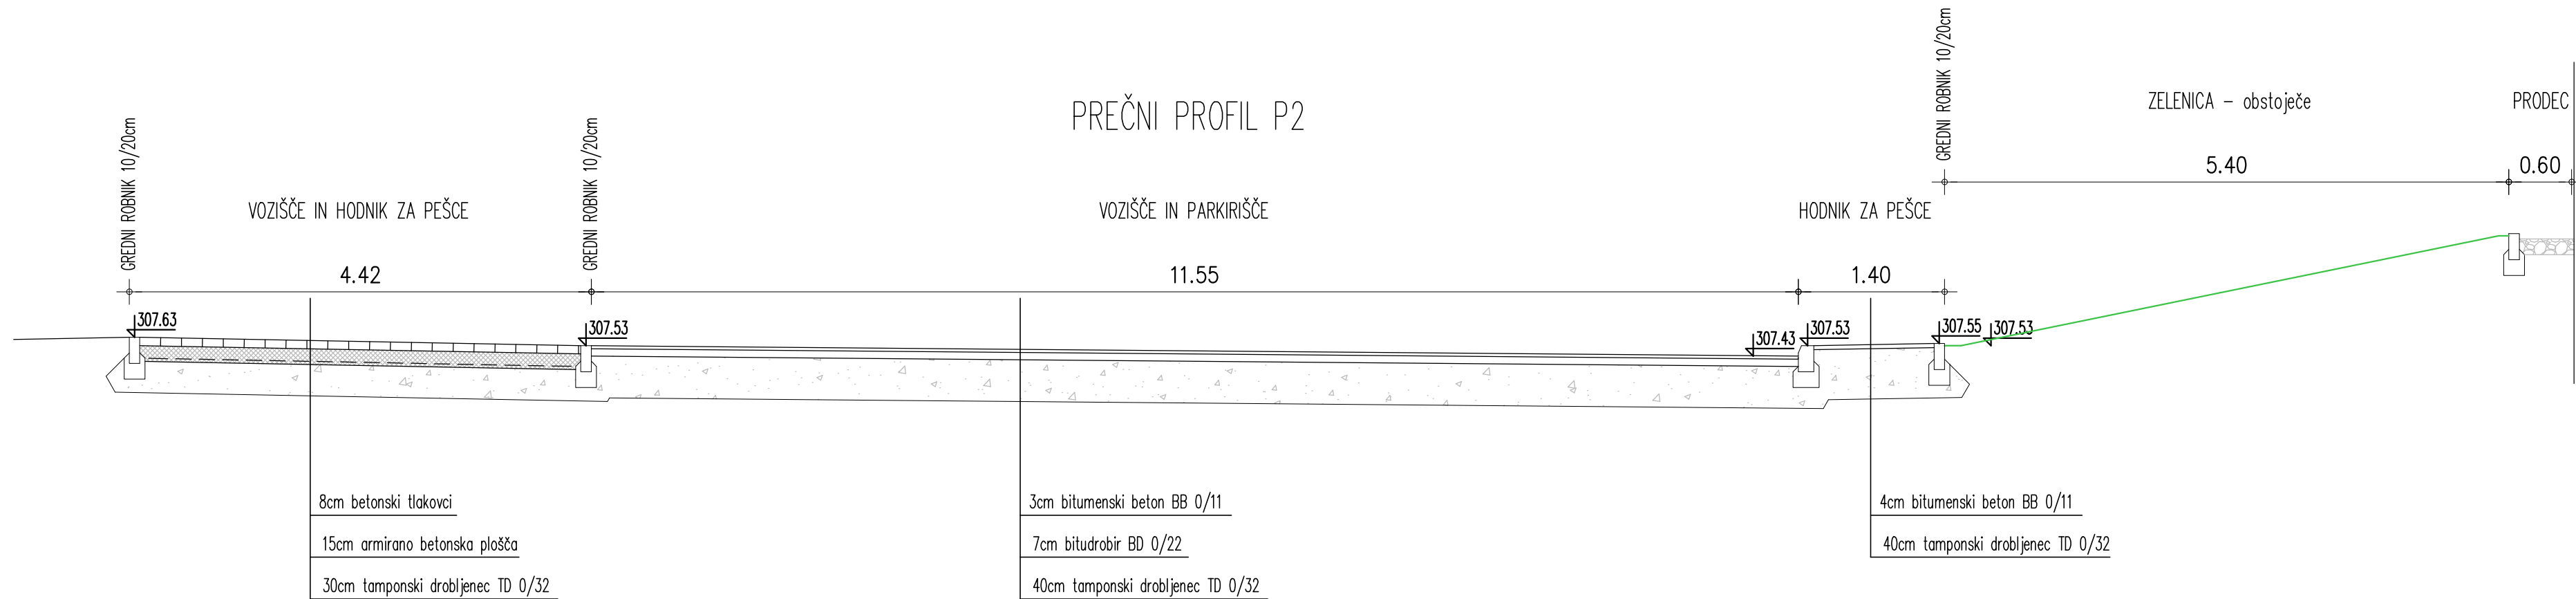 PREČNI PROFIL P2
GREDNI ROBNIK 10/20cm
GREDNI ROBNIK 10/20cm
GREDNI ROBNIK 10/20cm
ZELENICA - obstoječe
PRODEC
5.40
0.60
VOZIŠČE IN HODNIK ZA PEŠCE
VOZIŠČE IN PARKIRIŠČE
HODNIK ZA PEŠCE
4.42
11.55
1.40
307.63
307.53
307.43
307.53
307.55
307.53
8cm betonski tlakovci
15cm armirano betonska plošča
30cm tamponski drobljenec TD 0/32
3cm bitumenski beton BB 0/11
7cm bitudrobir BD 0/22
40cm tamponski drobljenec TD 0/32
4cm bitumenski beton BB 0/11
40cm tamponski drobljenec TD 0/32